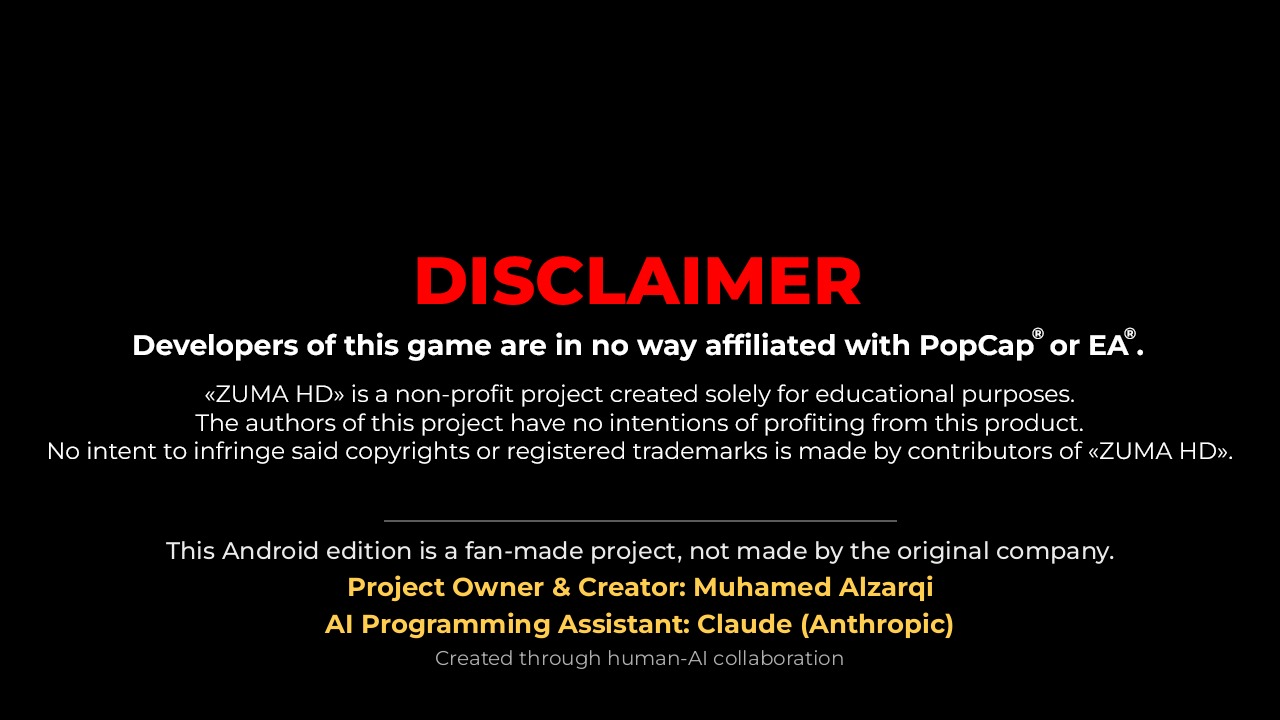 DISCLAIMER
Developers of this game are in no way affiliated with PopCap® or EA®.
«ZUMA HD» is a non-profit project created solely for educational purposes.
The authors of this project have no intentions of profiting from this product.
No intent to infringe said copyrights or registered trademarks is made by contributors of «ZUMA HD».
This Android edition is a fan-made project, not made by the original company.
Project Owner & Creator: Muhamed Alzarqi
AI Programming Assistant: Claude (Anthropic)
Created through human-AI collaboration